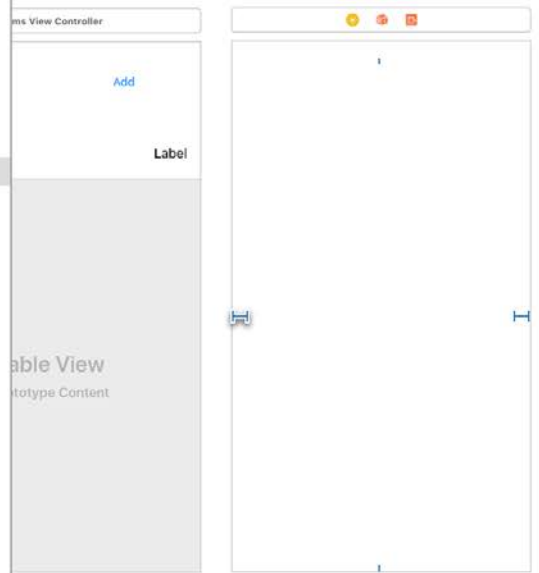 ms View Controller
Add
Label
able View
ototype Content